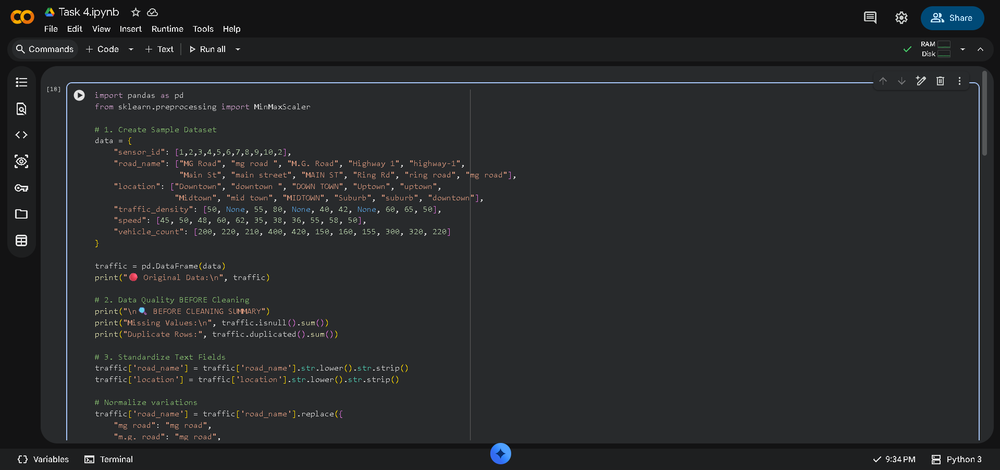 Task 4.ipynb
File Edit View Insert Runtime Tools Help
Share
Commands + Code + Text Run all
RAM
Disk
[18]
import pandas as pd
from sklearn.preprocessing import MinMaxScaler
# 1. Create Sample Dataset
data = {
"sensor_id": [1,2,3,4,5,6,7,8,9,10,2],
"road_name": ["MG Road", "mg road ", "M.G. Road", "Highway 1", "highway-1",
"Main St", "main street", "MAIN ST", "Ring Rd", "ring road", "mg road"],
"location": ["Downtown", "downtown ", "DOWN TOWN", "Uptown", "uptown",
"Midtown", "mid town", "MIDTOWN", "Suburb", "suburb", "downtown"],
"traffic_density": [50, None, 55, 80, None, 40, 42, None, 60, 65, 50],
"speed": [45, 50, 48, 60, 62, 35, 38, 36, 55, 58, 50],
"vehicle_count": [200, 220, 210, 400, 420, 150, 160, 155, 300, 320, 220]
}
traffic = pd.DataFrame(data)
print("🔴 Original Data:\n", traffic)
# 2. Data Quality BEFORE Cleaning
print("\n🔍 BEFORE CLEANING SUMMARY")
print("Missing Values:\n", traffic.isnull().sum())
print("Duplicate Rows:", traffic.duplicated().sum())
# 3. Standardize Text Fields
traffic['road_name'] = traffic['road_name'].str.lower().str.strip()
traffic['location'] = traffic['location'].str.lower().str.strip()
# Normalize variations
traffic['road_name'] = traffic['road_name'].replace({
"mg road": "mg road",
"m.g. road": "mg road",
Variables Terminal
9:34 PM Python 3